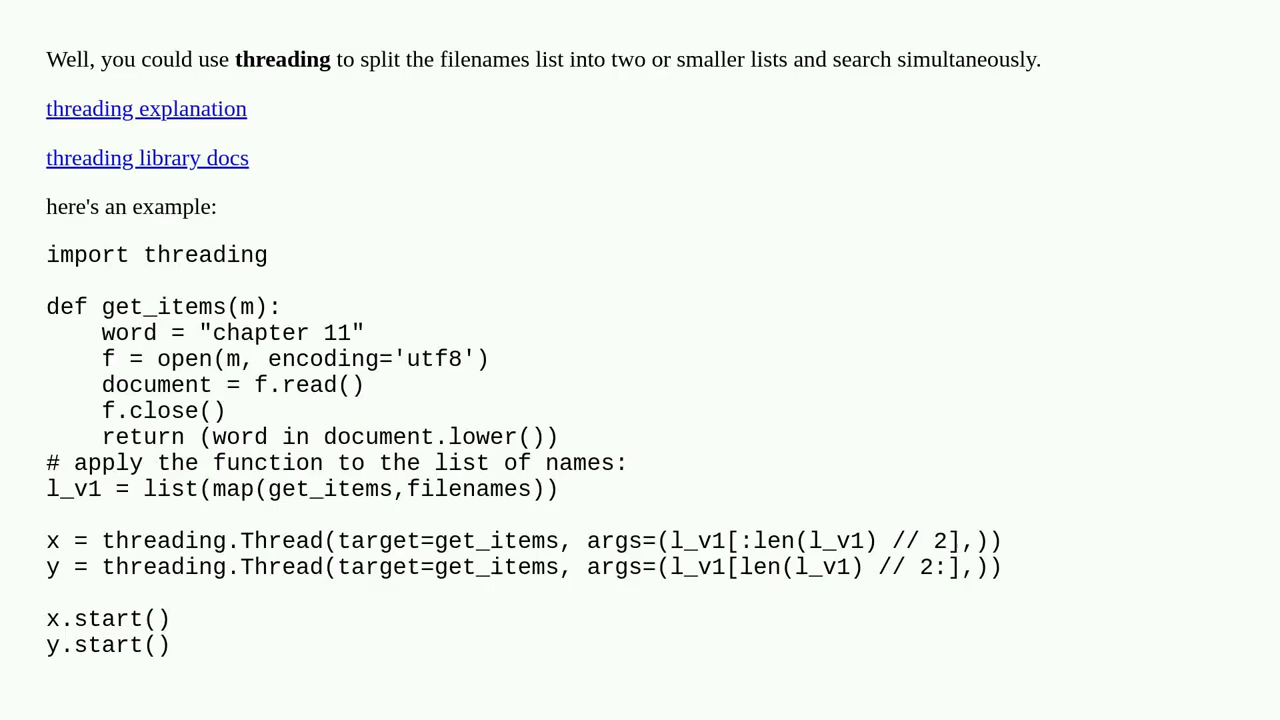 Well, you could use threading to split the filenames list into two or smaller lists and search simultaneously.
threading explanation
threading library docs
here's an example:
import threading
def get_items(m):
    word = "chapter 11"
    f = open(m, encoding='utf8')
    document = f.read()
    f.close()
    return (word in document.lower())
# apply the function to the list of names:
l_v1 = list(map(get_items,filenames))
x = threading.Thread(target=get_items, args=(l_v1[:len(l_v1) // 2],))
y = threading.Thread(target=get_items, args=(l_v1[len(l_v1) // 2:],))
x.start()
y.start()